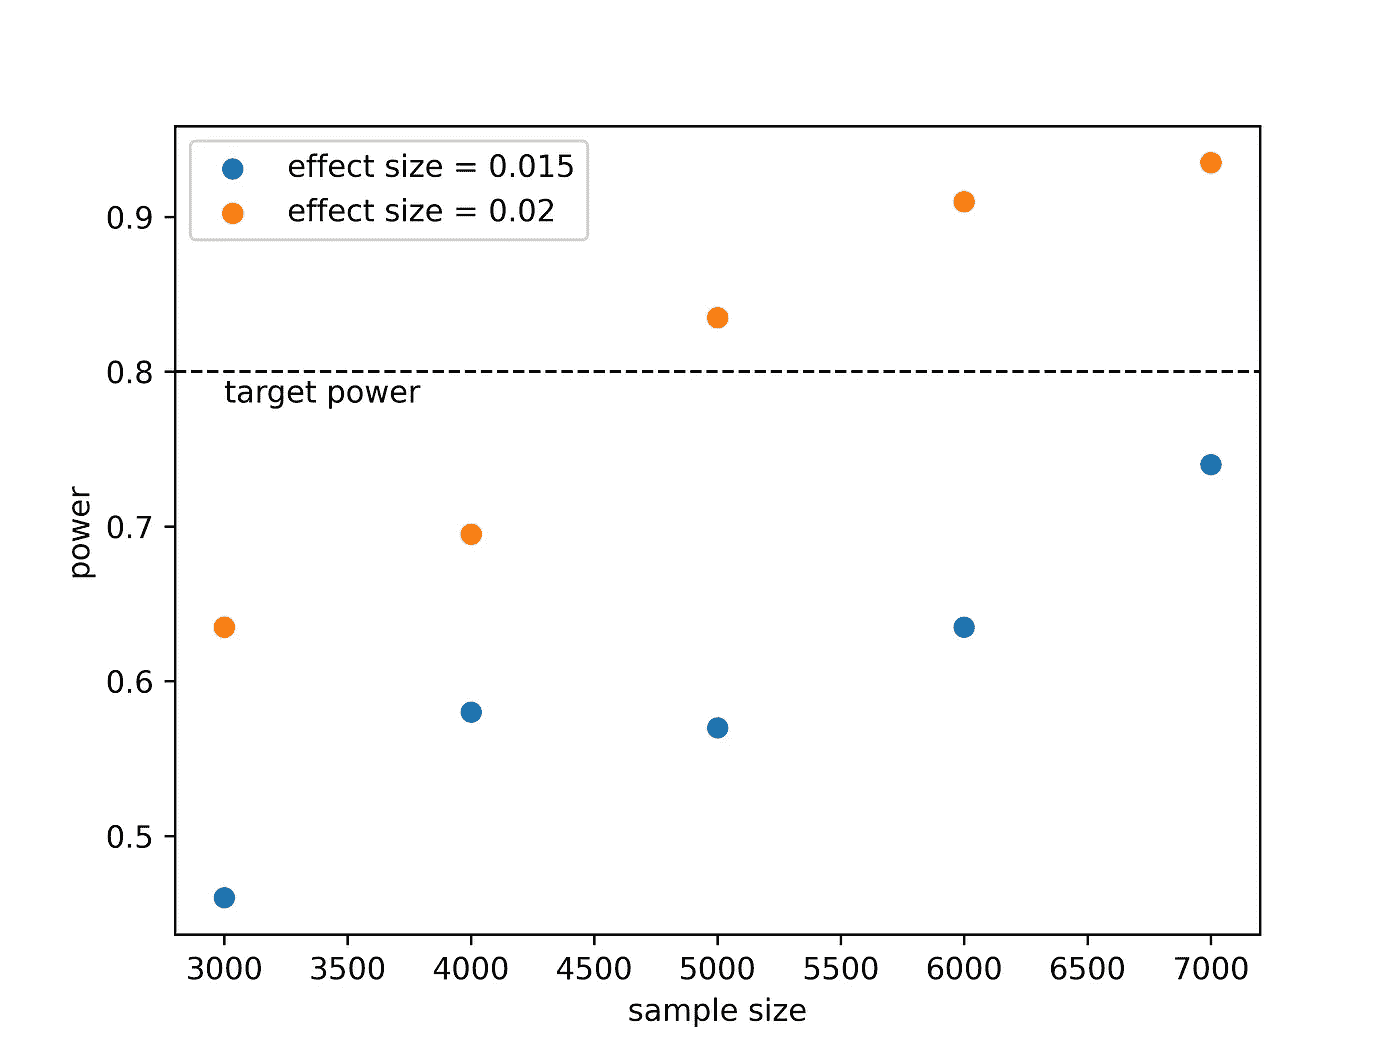 effect size = 0.015
effect size = 0.02
0.9
0.8
target power
0.7
0.6
0.5
power
3000 3500 4000 4500 5000 5500 6000 6500 7000
sample size